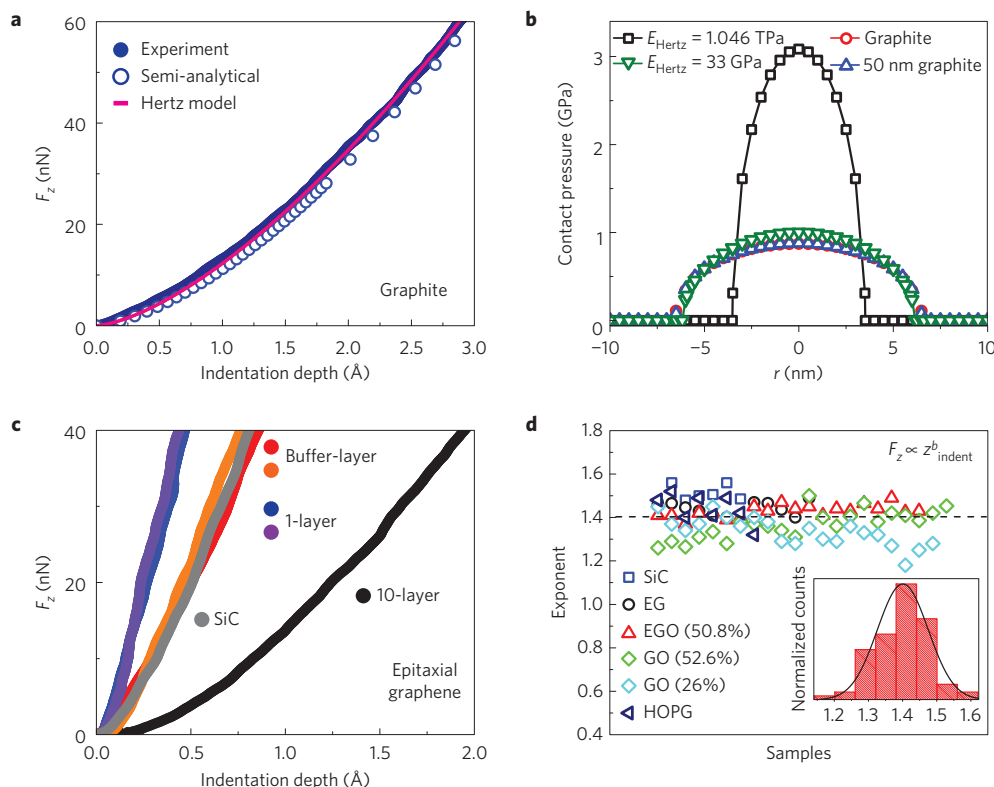 a
60
40
20
0
F_z (nN)
Experiment
Semi-analytical
Hertz model
Graphite
0.0 0.5 1.0 1.5 2.0 2.5 3.0
Indentation depth (Å)
b
3
2
1
0
Contact pressure (GPa)
E_Hertz = 1.046 TPa
E_Hertz = 33 GPa
Graphite
50 nm graphite
−10 −5 0 5 10
r (nm)
c
40
20
0
F_z (nN)
Buffer-layer
1-layer
10-layer
SiC
Epitaxial
graphene
0.0 0.5 1.0 1.5 2.0
Indentation depth (Å)
d
1.8
1.6
1.4
1.2
1.0
0.8
0.6
0.4
Exponent
F_z ∝ z^b_indent
SiC
EG
EGO (50.8%)
GO (52.6%)
GO (26%)
HOPG
Normalized counts
1.2 1.3 1.4 1.5 1.6
Samples